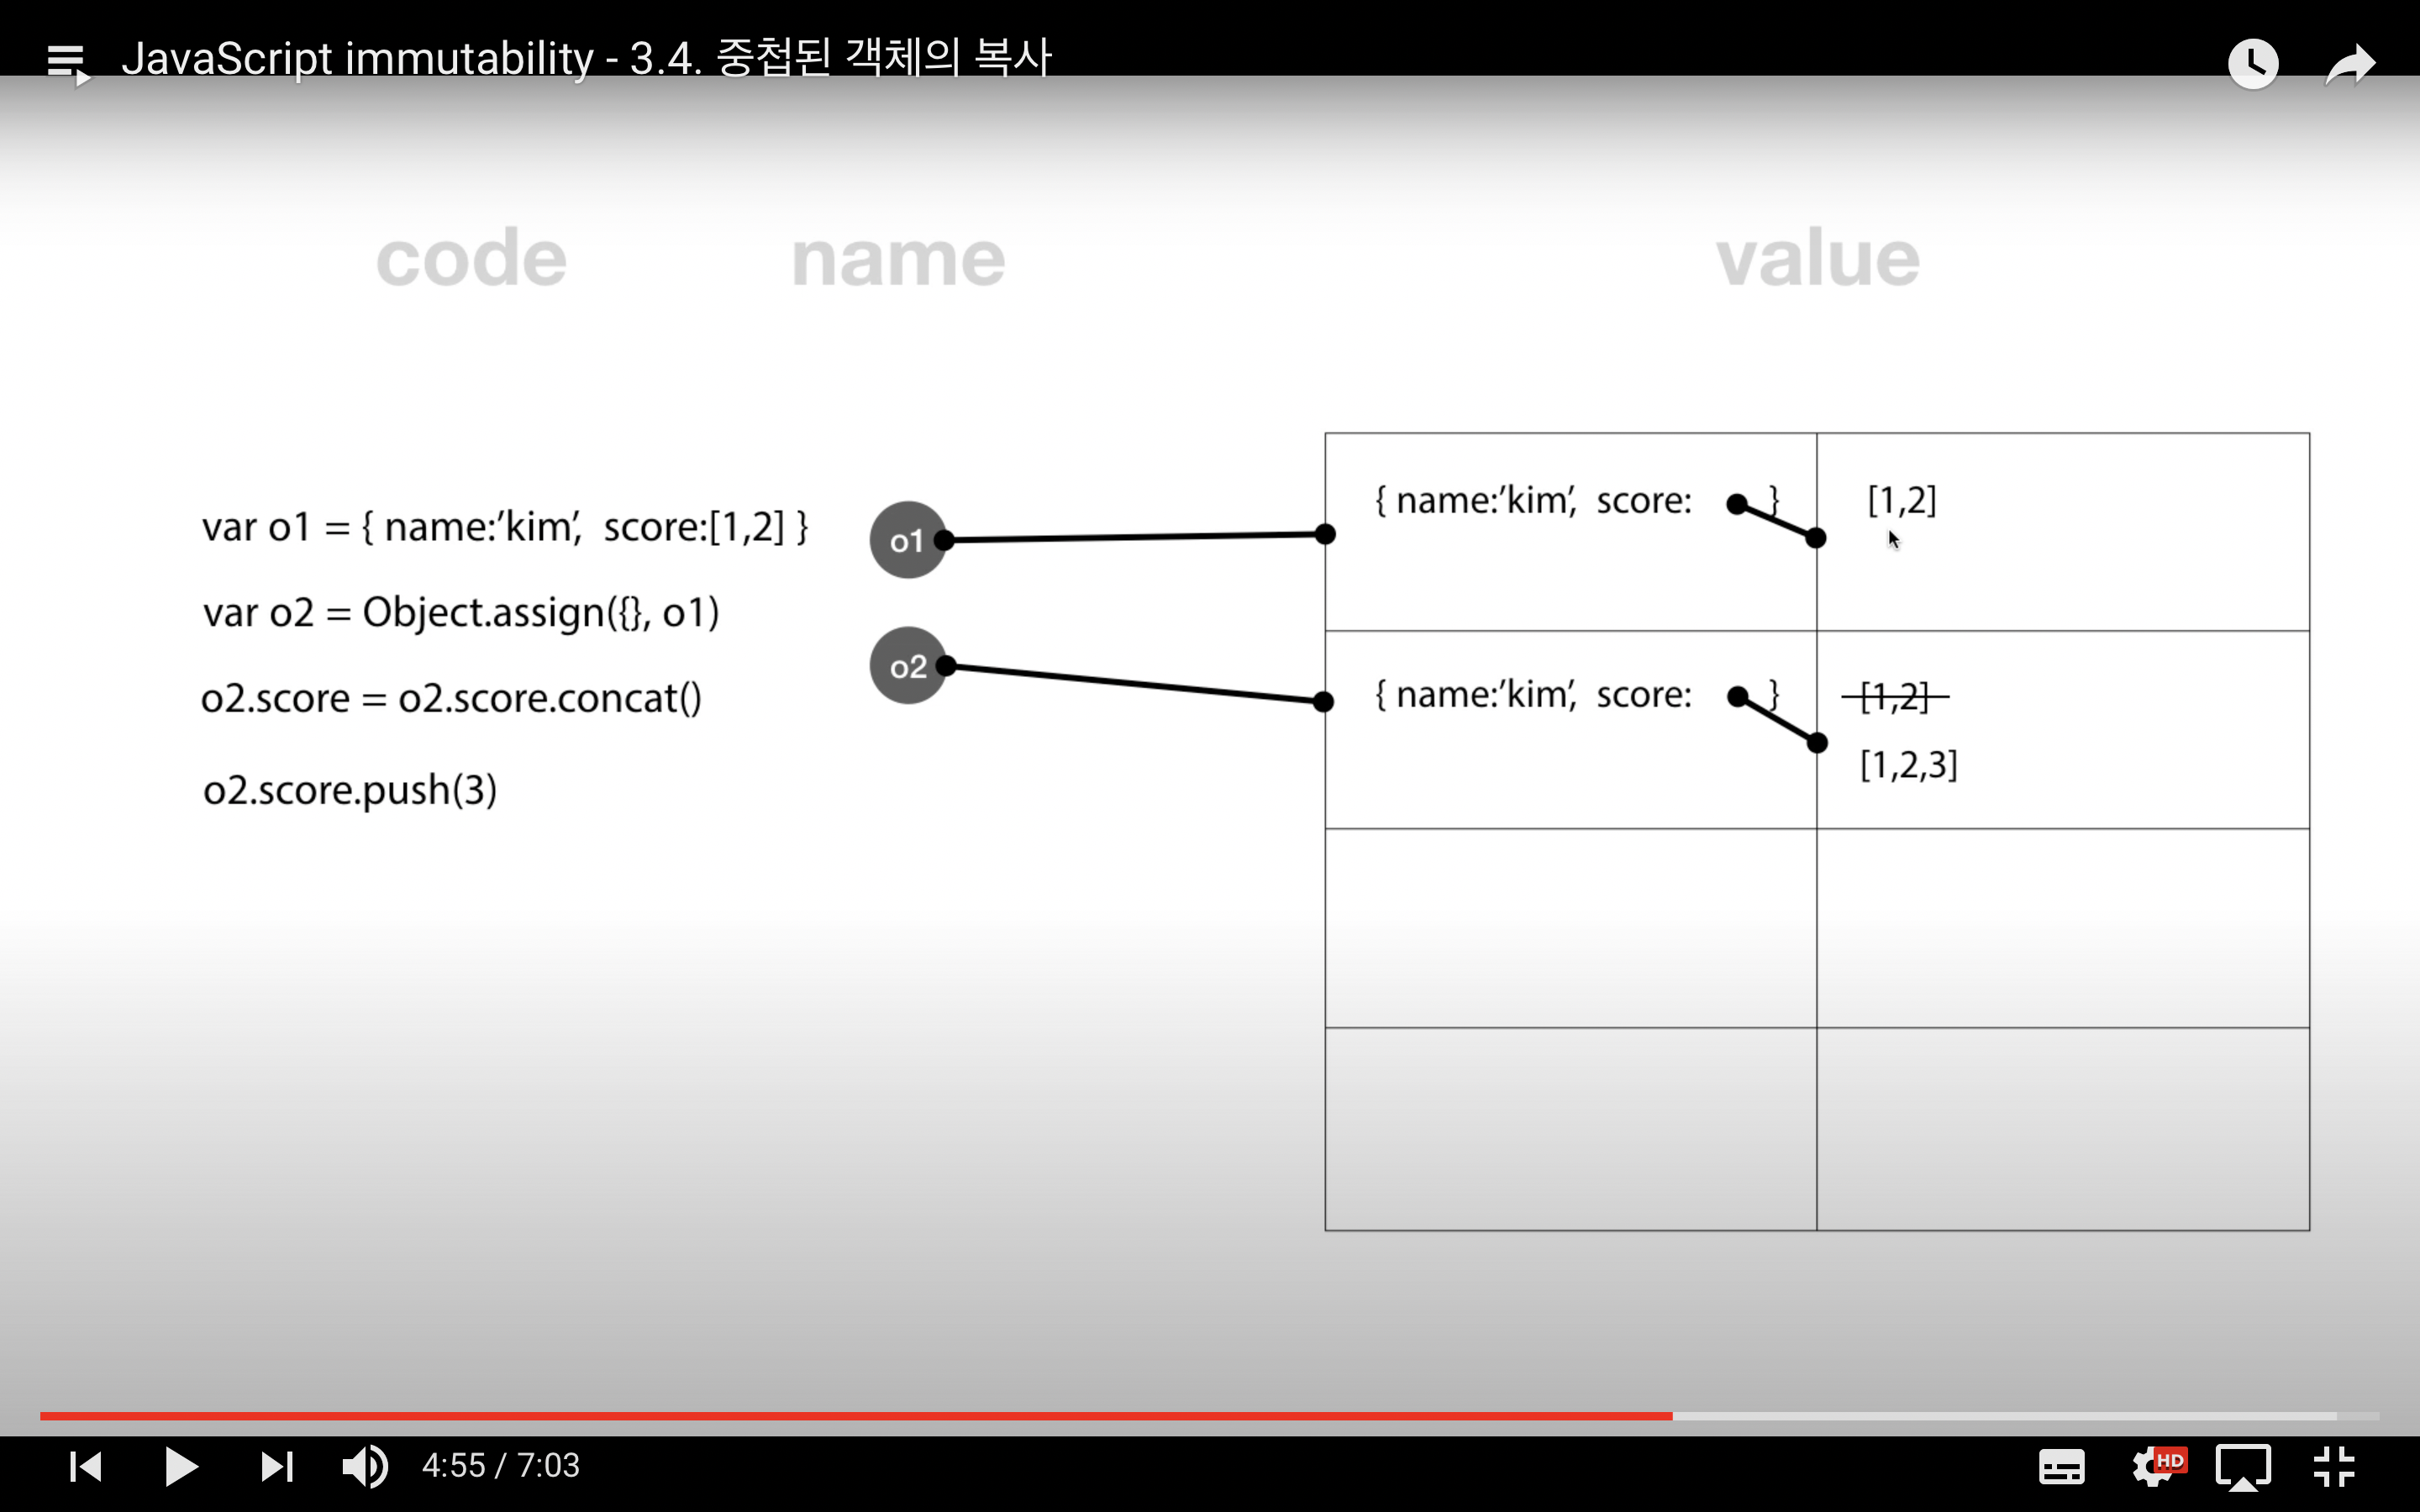 JavaScript immutability - 3.4. 중첩된 객체의 복사
code name value
var o1 = { name:’kim’, score:[1,2] }
var o2 = Object.assign({}, o1)
o2.score = o2.score.concat()
o2.score.push(3)
o1
o2
{ name:’kim’, score: }
[1,2]
{ name:’kim’, score: }
[1,2]
[1,2,3]
4:55 / 7:03
HD